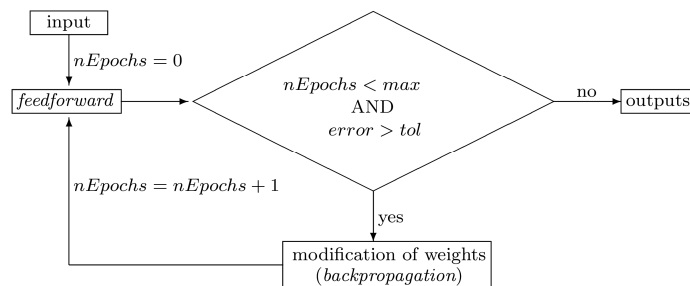 input
nEpochs = 0
feedforward
nEpochs < max
AND
error > tol
no
outputs
nEpochs = nEpochs + 1
yes
modification of weights
(backpropagation)